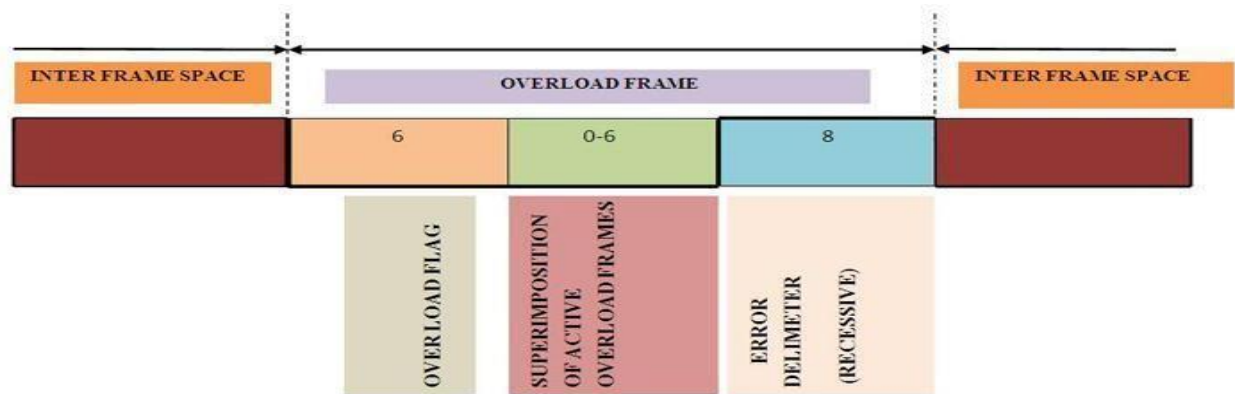 INTER FRAME SPACE
OVERLOAD FRAME
INTER FRAME SPACE
6
0-6
8
OVERLOAD FLAG
SUPERIMPOSITION
OF ACTIVE
OVERLOAD FRAMES
ERROR
DELIMETER
(RECESSIVE)